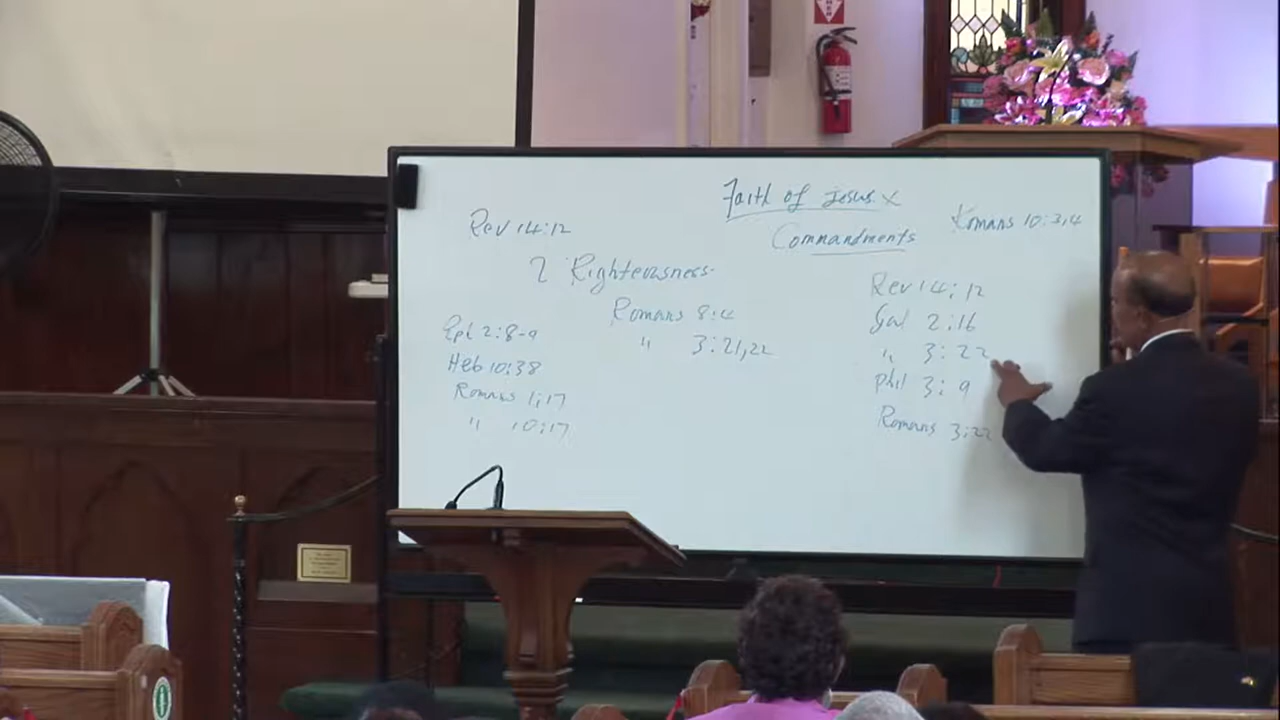 Faith of Jesus x
Commandments
Rev 14:12
Romans 10:3,4
2 Righteousness
Romans 8:4
" 3:21,22
Eph 2:8-9
Heb 10:38
Romans 1:17
" 10:17
Rev 14:12
Gal 2:16
" 3:22
Phil 3:9
Romans 3:22